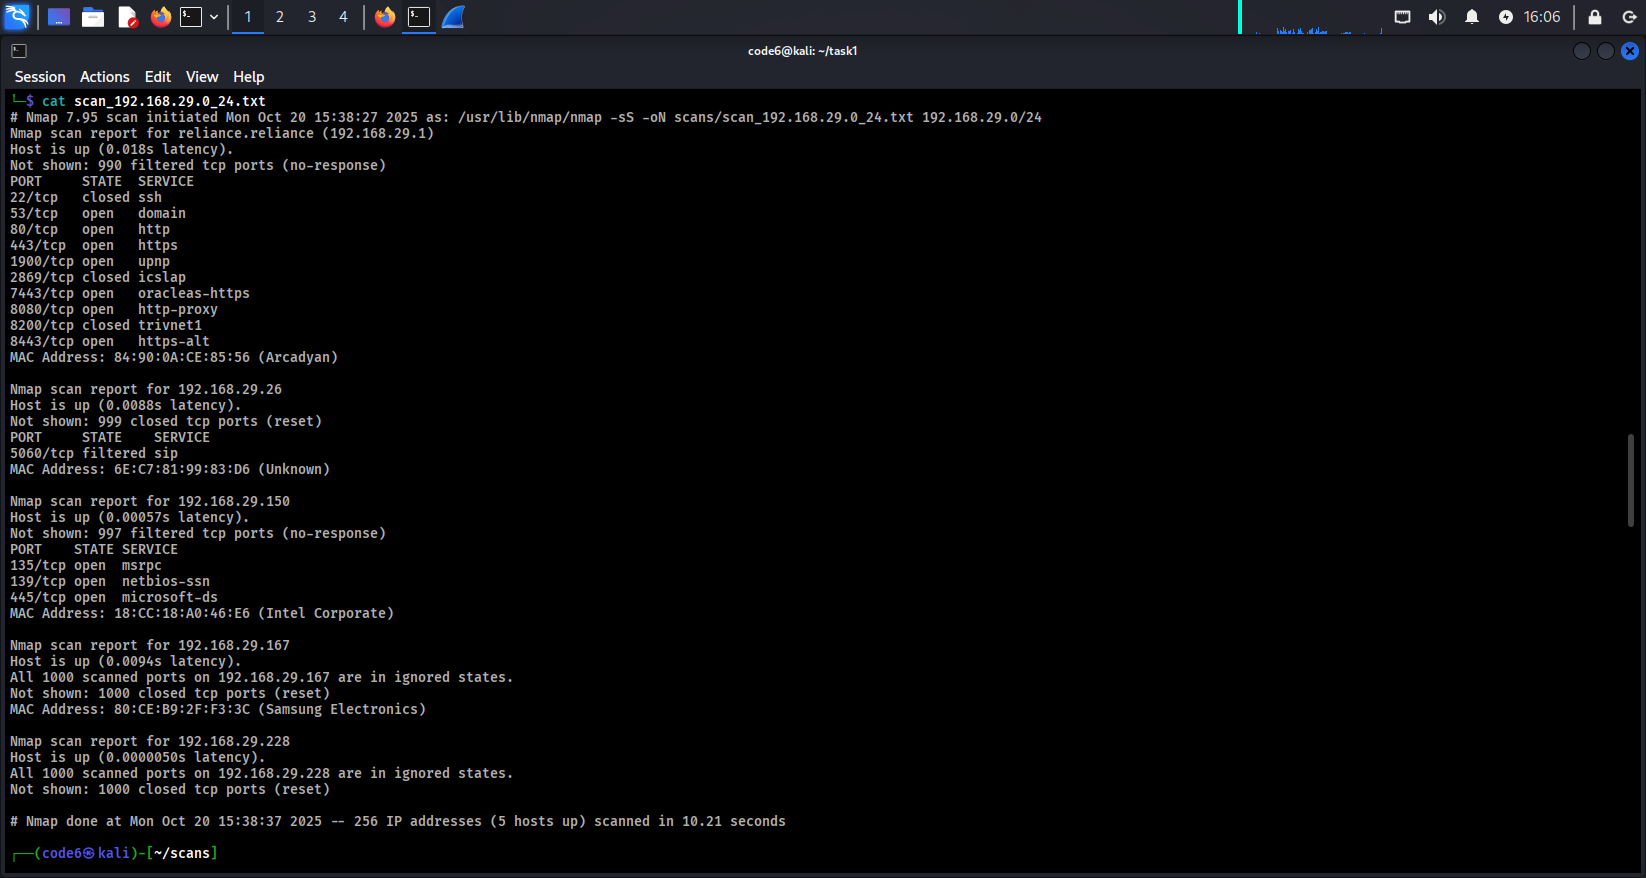 1 2 3 4 16:06
code6@kali: ~/task1
Session Actions Edit View Help
└─$ cat scan_192.168.29.0_24.txt
# Nmap 7.95 scan initiated Mon Oct 20 15:38:27 2025 as: /usr/lib/nmap/nmap -sS -oN scans/scan_192.168.29.0_24.txt 192.168.29.0/24
Nmap scan report for reliance.reliance (192.168.29.1)
Host is up (0.018s latency).
Not shown: 990 filtered tcp ports (no-response)
PORT     STATE  SERVICE
22/tcp   closed ssh
53/tcp   open   domain
80/tcp   open   http
443/tcp  open   https
1900/tcp open   upnp
2869/tcp closed icslap
7443/tcp open   oracleas-https
8080/tcp open   http-proxy
8200/tcp closed trivnet1
8443/tcp open   https-alt
MAC Address: 84:90:0A:CE:85:56 (Arcadyan)

Nmap scan report for 192.168.29.26
Host is up (0.0088s latency).
Not shown: 999 closed tcp ports (reset)
PORT     STATE    SERVICE
5060/tcp filtered sip
MAC Address: 6E:C7:81:99:83:D6 (Unknown)

Nmap scan report for 192.168.29.150
Host is up (0.00057s latency).
Not shown: 997 filtered tcp ports (no-response)
PORT    STATE SERVICE
135/tcp open  msrpc
139/tcp open  netbios-ssn
445/tcp open  microsoft-ds
MAC Address: 18:CC:18:A0:46:E6 (Intel Corporate)

Nmap scan report for 192.168.29.167
Host is up (0.0094s latency).
All 1000 scanned ports on 192.168.29.167 are in ignored states.
Not shown: 1000 closed tcp ports (reset)
MAC Address: 80:CE:B9:2F:F3:3C (Samsung Electronics)

Nmap scan report for 192.168.29.228
Host is up (0.0000050s latency).
All 1000 scanned ports on 192.168.29.228 are in ignored states.
Not shown: 1000 closed tcp ports (reset)

# Nmap done at Mon Oct 20 15:38:37 2025 -- 256 IP addresses (5 hosts up) scanned in 10.21 seconds

┌──(code6㉿kali)-[~/scans]